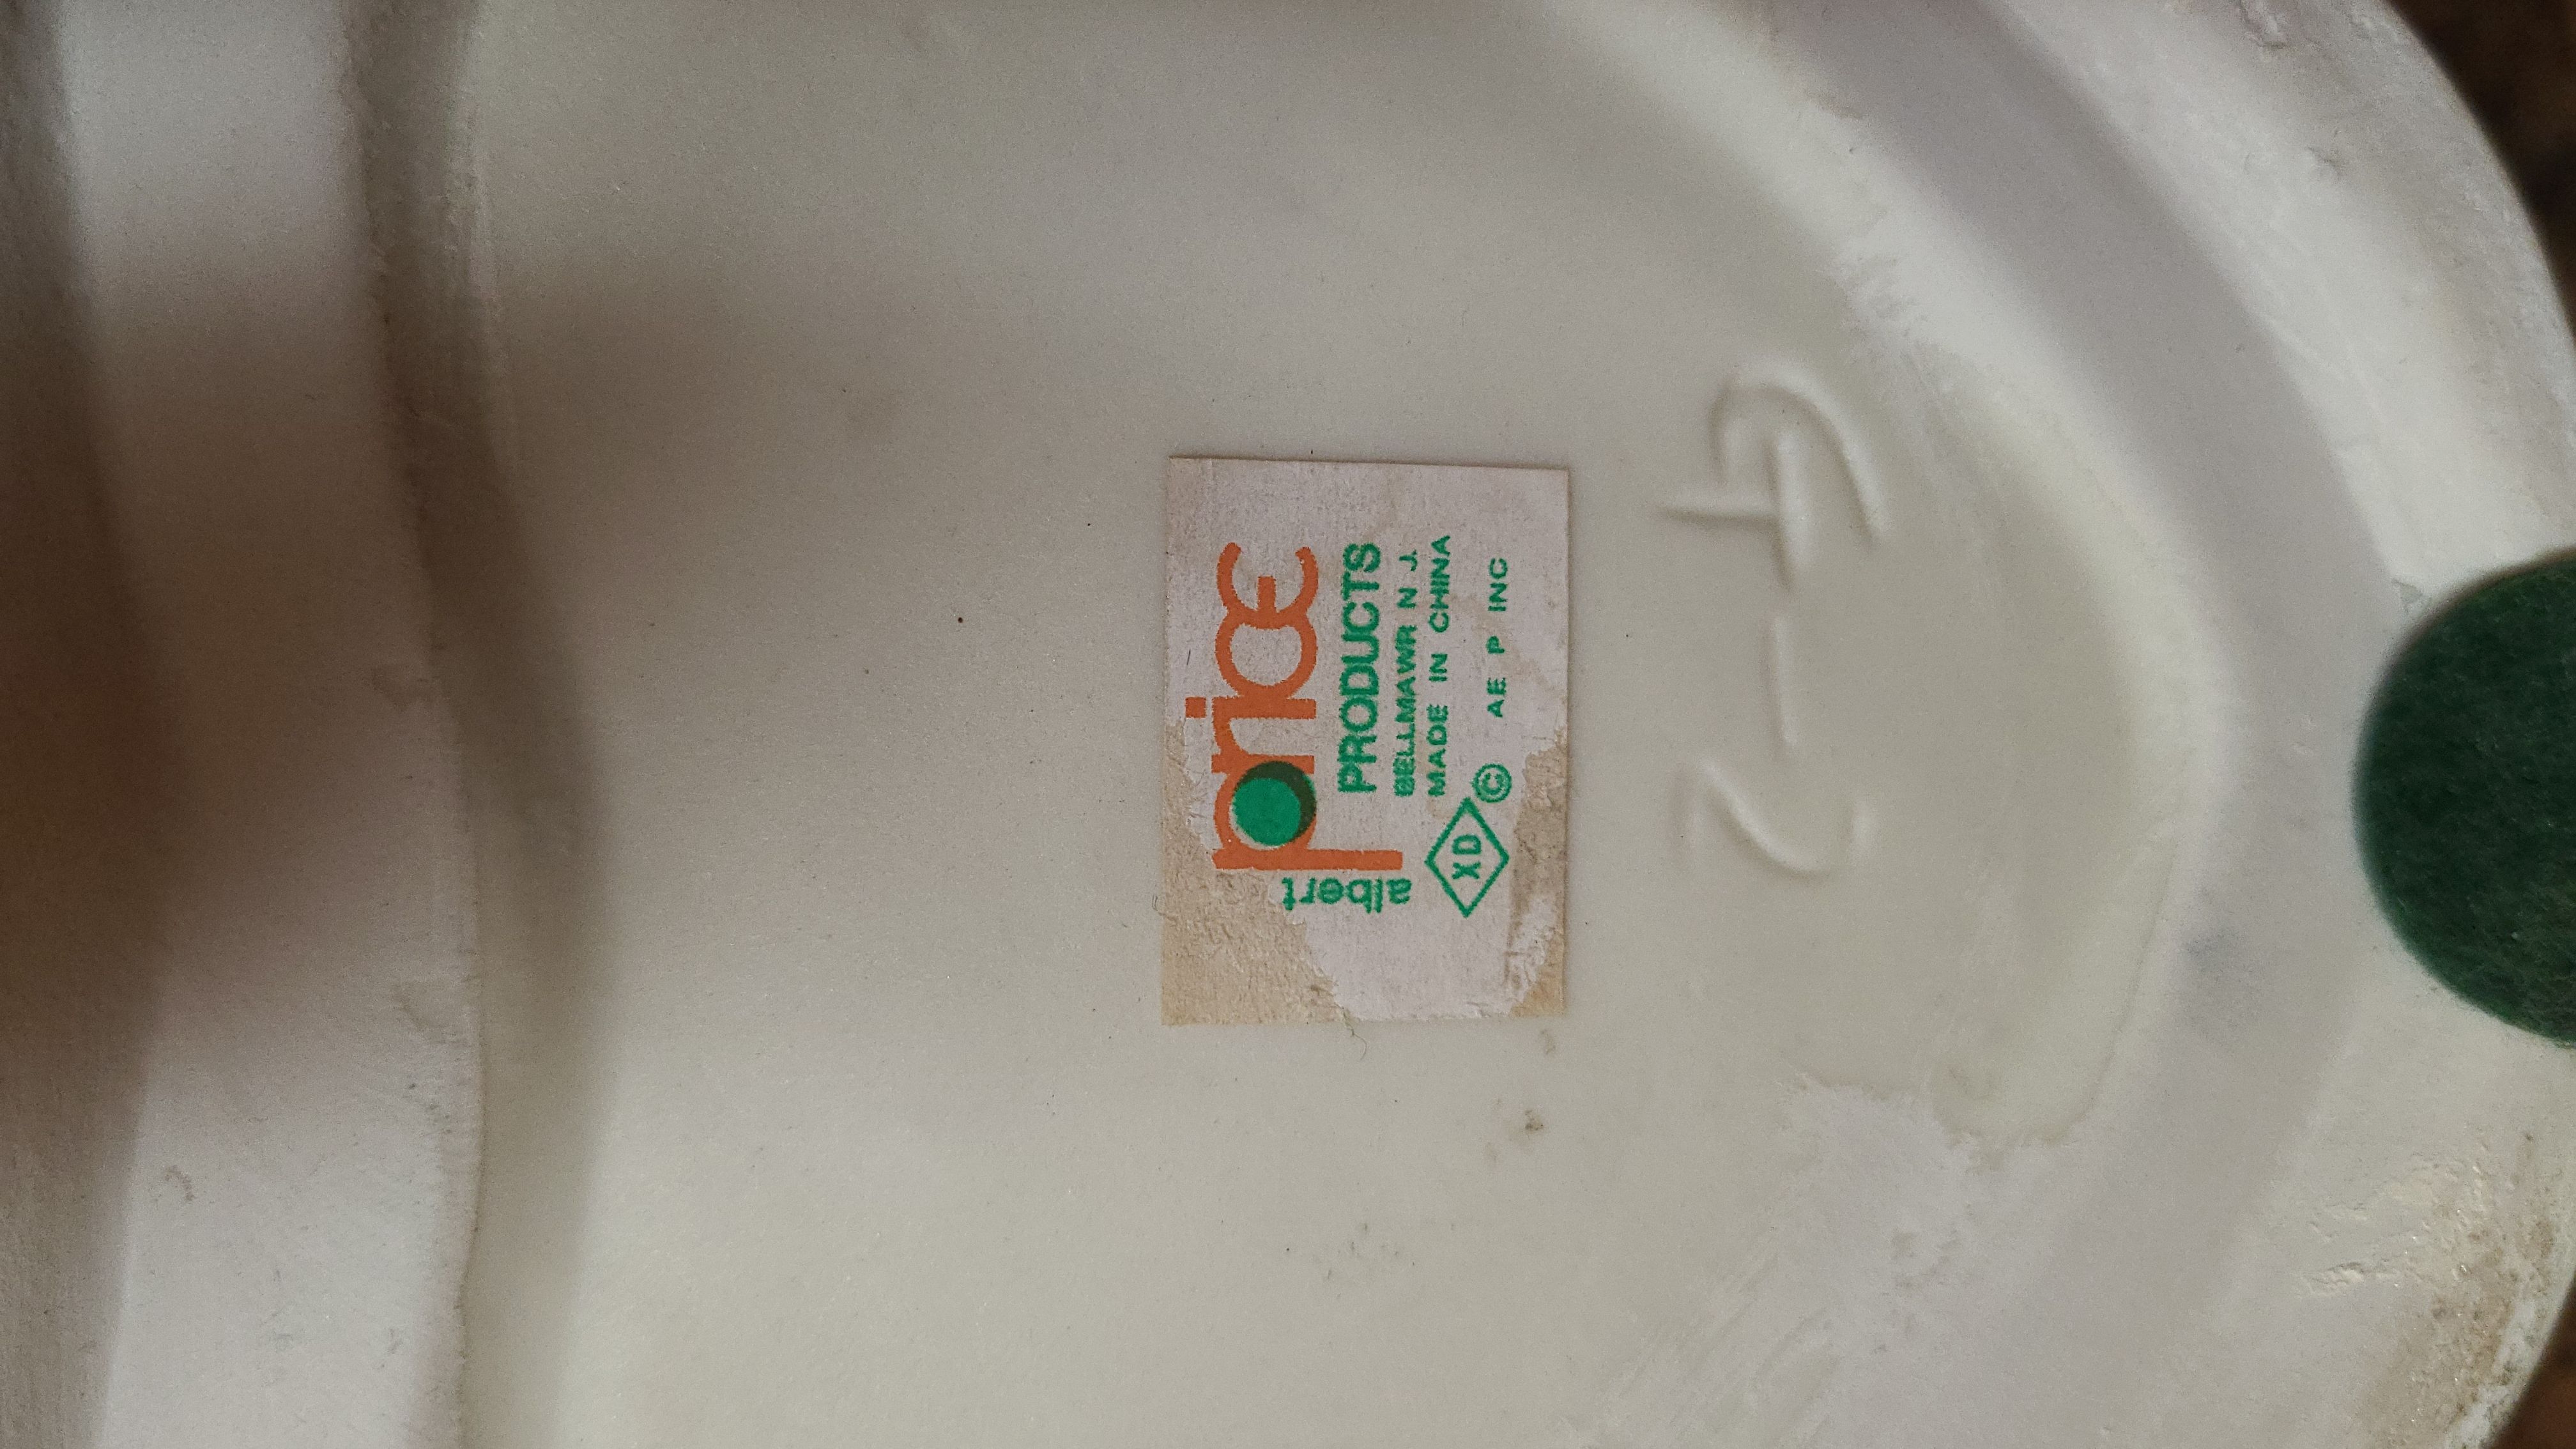 albert
price
PRODUCTS
BELLMAWR N J.
MADE IN CHINA
XD © AE P INC